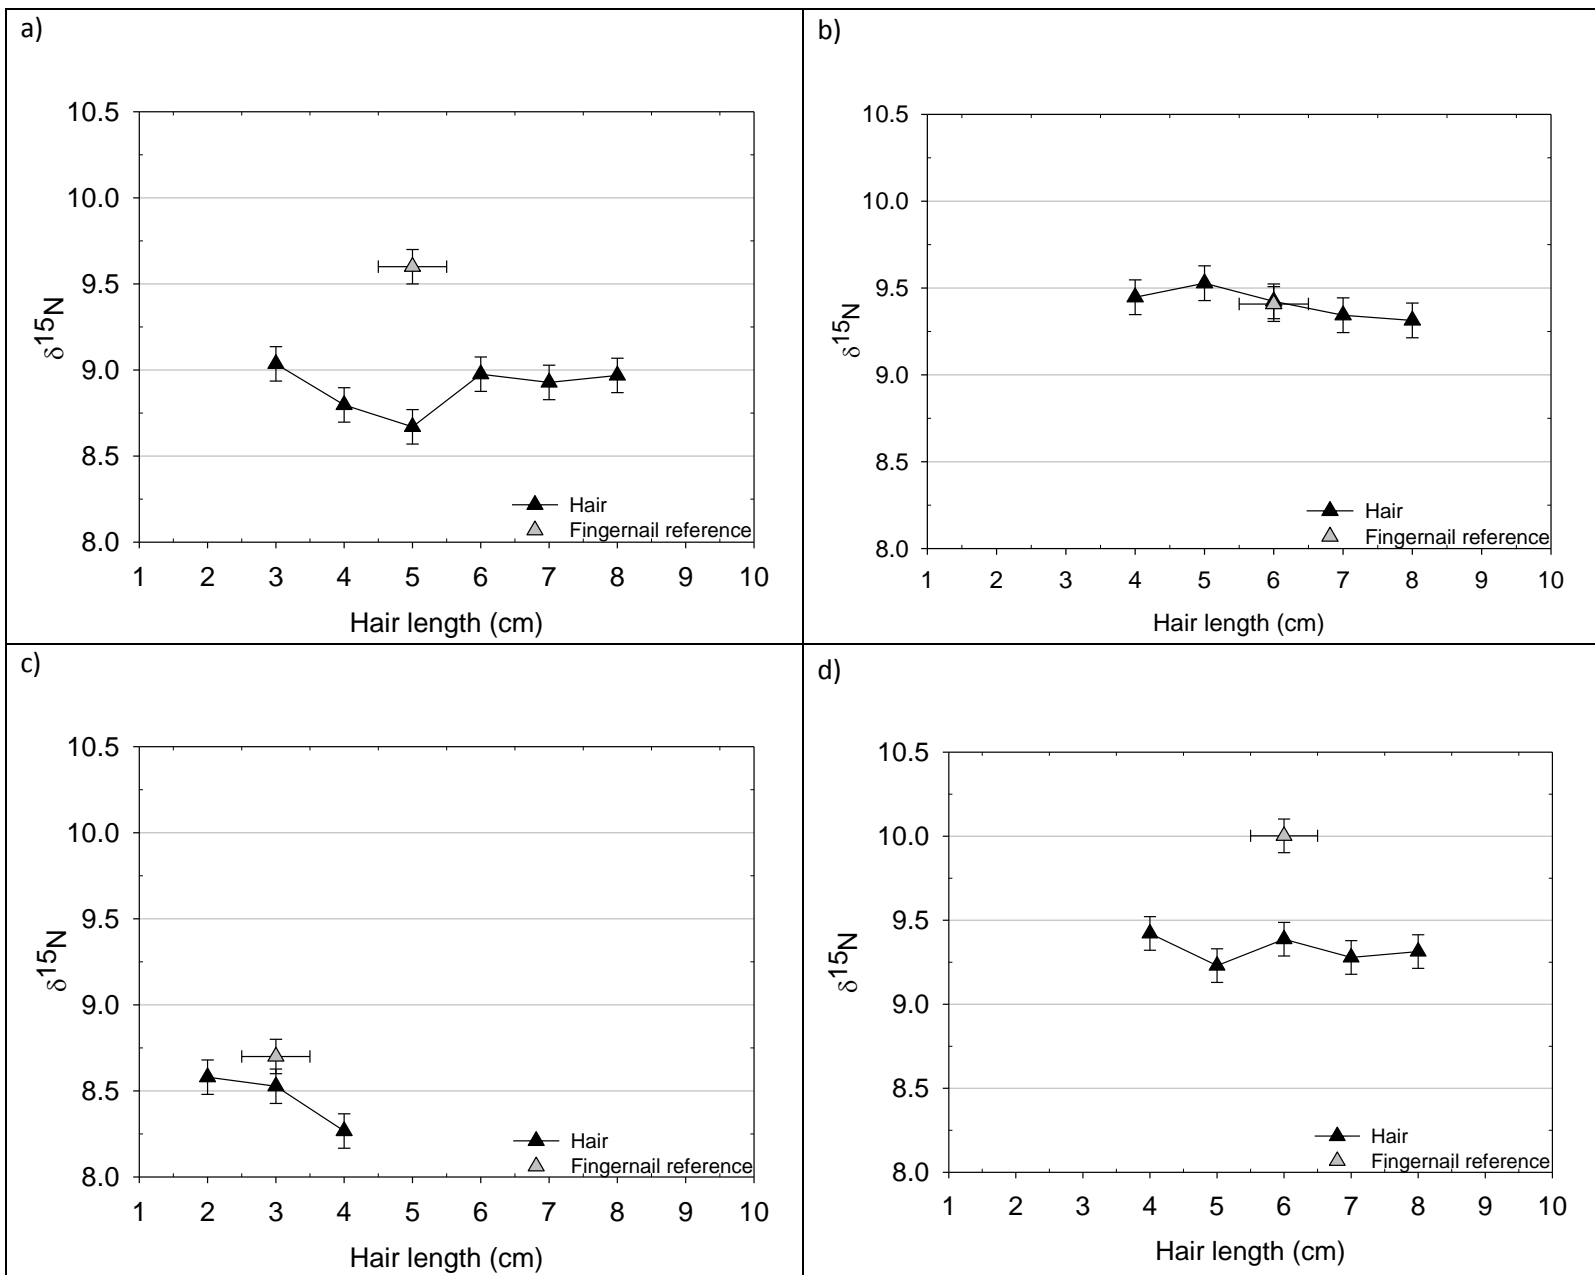 a)
10.5
10.0
9.5
9.0
8.5
8.0
δ15N
Hair
Fingernail reference
1 2 3 4 5 6 7 8 9 10
Hair length (cm)
b)
10.5
10.0
9.5
9.0
8.5
8.0
δ15N
Hair
Fingernail reference
1 2 3 4 5 6 7 8 9 10
Hair length (cm)
c)
10.5
10.0
9.5
9.0
8.5
8.0
δ15N
Hair
Fingernail reference
1 2 3 4 5 6 7 8 9 10
Hair length (cm)
d)
10.5
10.0
9.5
9.0
8.5
8.0
δ15N
Hair
Fingernail reference
1 2 3 4 5 6 7 8 9 10
Hair length (cm)